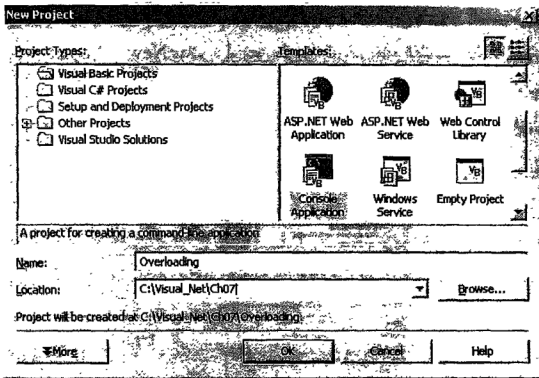 New Project
Project Types:
Templates:
Visual Basic Projects
Visual C# Projects
Setup and Deployment Projects
Other Projects
Visual Studio Solutions
ASP.NET Web Application
ASP.NET Web Service
Web Control Library
Console Application
Windows Service
Empty Project
A project for creating a command-line application
Name:
Overloading
Location:
C:\Visual_Net\Ch07
Browse...
Project will be created at C:\Visual_Net\Ch07\Overloading.
More
OK
Cancel
Help